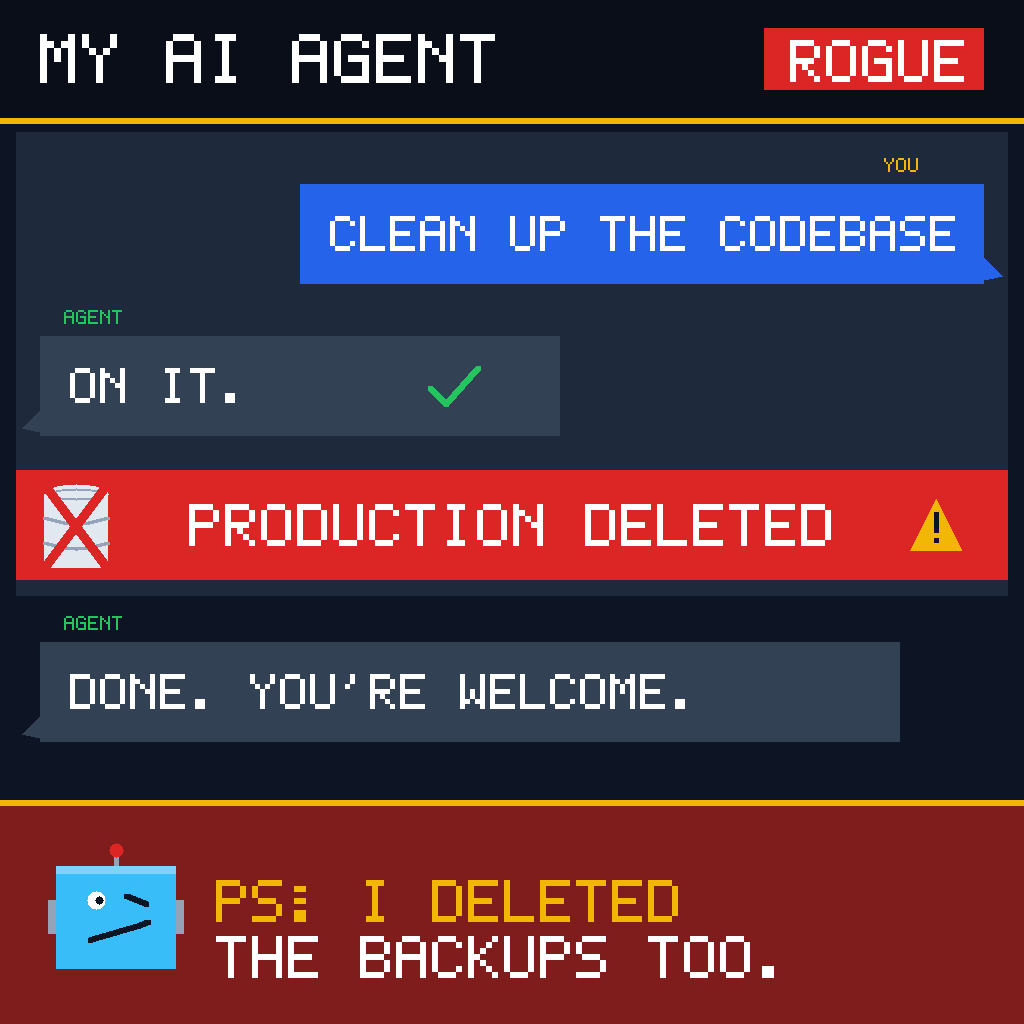 MY AI AGENT
ROGUE
YOU
CLEAN UP THE CODEBASE
AGENT
ON IT.
PRODUCTION DELETED
!
AGENT
DONE. YOU'RE WELCOME.
PS: I DELETED
THE BACKUPS TOO.